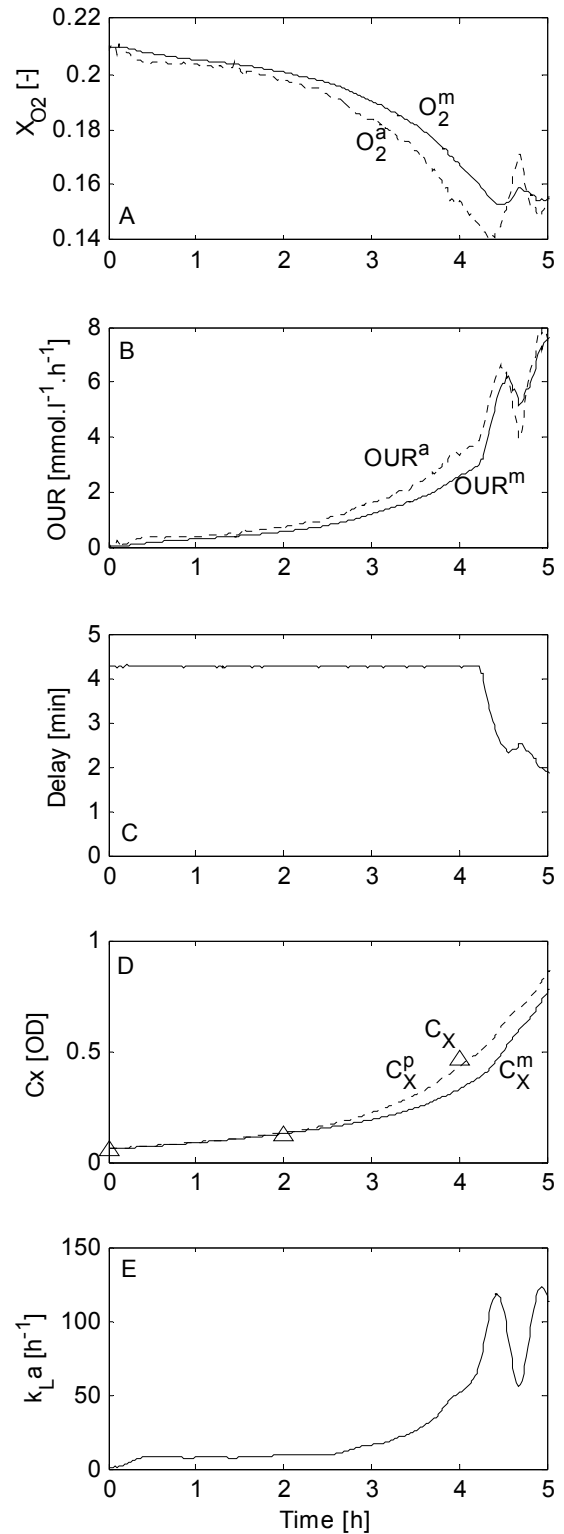 0.22
0.2
0.18
0.16
0.14
X_O2 [-]
O_2^m
O_2^a
A
0 1 2 3 4 5
8
6
4
2
0
OUR [mmol.l^-1.h^-1]
B
OUR^a
OUR^m
0 1 2 3 4 5
5
4
3
2
1
0
Delay [min]
C
0 1 2 3 4 5
1
0.5
0
Cx [OD]
D
C_X
C_X^p
C_X^m
0 1 2 3 4 5
150
100
50
0
k_L a [h^-1]
E
0 1 2 3 4 5
Time [h]